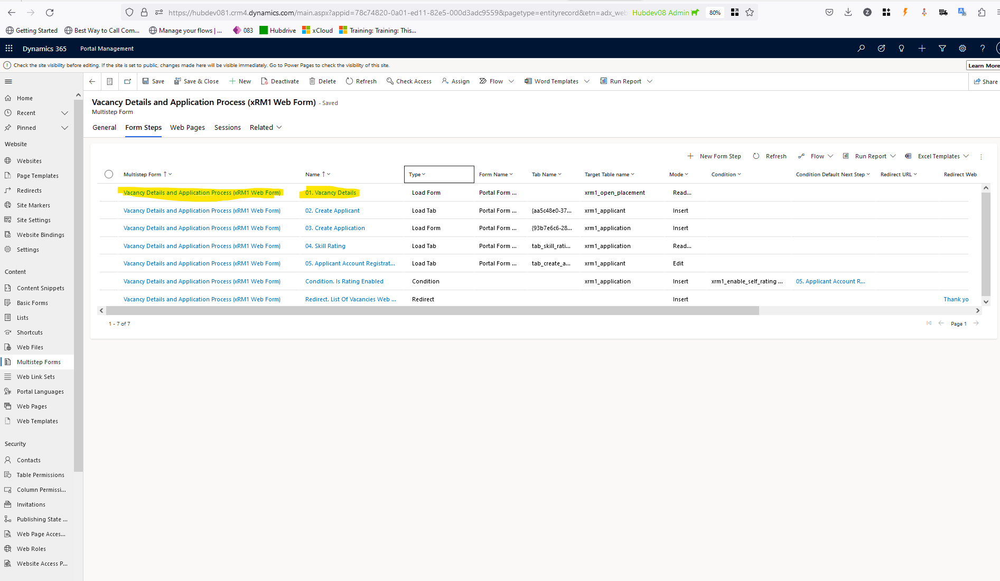 https://hubdev081.crm4.dynamics.com/main.aspx?appid=78c74820-0a01-ed11-82e5-000d3adc9559&pagetype=entityrecord&etn=adx_web Hubdev08 Admin 80%
Getting Started Best Way to Call Com... Manage your flows | ... 083 Hubdrive xCloud Training: Training: This...
Dynamics 365 Portal Management
Check the site visibility before editing. If the site is set to public, changes made here will be visible immediately. Go to Power Pages to check the visibility of this site. Learn More
Save Save & Close New Deactivate Delete Refresh Check Access Assign Flow Word Templates Run Report Share
Vacancy Details and Application Process (xRM1 Web Form) - Saved
Multistep Form
General Form Steps Web Pages Sessions Related
New Form Step Refresh Flow Run Report Excel Templates
Multistep Form Name Type Form Name Tab Name Target Table name Mode Condition Condition Default Next Step Redirect URL Redirect Web
Vacancy Details and Application Process (xRM1 Web Form) 01. Vacancy Details Load Form Portal Form ... xrm1_open_placement Read...
Vacancy Details and Application Process (xRM1 Web Form) 02. Create Applicant Load Tab Portal Form ... {aa5c48e0-37... xrm1_applicant Insert
Vacancy Details and Application Process (xRM1 Web Form) 03. Create Application Load Form Portal Form ... {93b7e6c6-28... xrm1_application Insert
Vacancy Details and Application Process (xRM1 Web Form) 04. Skill Rating Load Tab Portal Form ... tab_skill_rati... xrm1_application Read...
Vacancy Details and Application Process (xRM1 Web Form) 05. Applicant Account Registrat... Load Tab Portal Form ... tab_create_a... xrm1_applicant Edit
Vacancy Details and Application Process (xRM1 Web Form) Condition. Is Rating Enabled Condition xrm1_application Insert xrm1_enable_self_rating ... 05. Applicant Account R...
Vacancy Details and Application Process (xRM1 Web Form) Redirect. List Of Vacancies Web ... Redirect Insert Thank yo
1 - 7 of 7 Page 1
Home
Recent
Pinned
Website
Websites
Page Templates
Redirects
Site Markers
Site Settings
Website Bindings
Settings
Content
Content Snippets
Basic Forms
Lists
Shortcuts
Web Files
Multistep Forms
Web Link Sets
Portal Languages
Web Pages
Web Templates
Security
Contacts
Table Permissions
Column Permissi...
Invitations
Publishing State ...
Web Page Acces...
Web Roles
Website Access P...